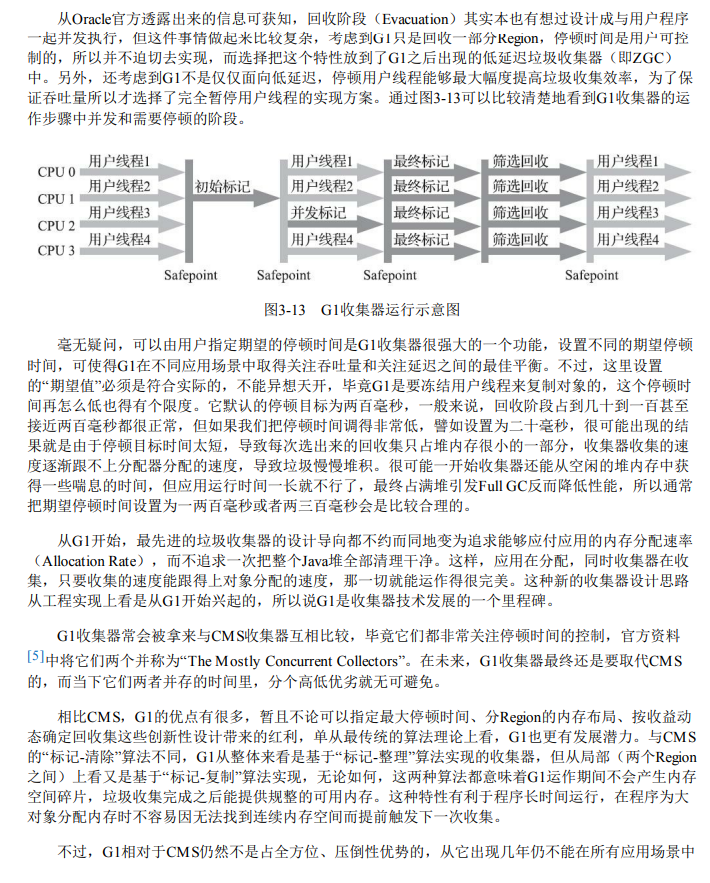 从Oracle官方透露出来的信息可获知，回收阶段（Evacuation）其实本也有想过设计成与用户程序
一起并发执行，但这件事情做起来比较复杂，考虑到G1只是回收一部分Region，停顿时间是用户可控
制的，所以并不迫切去实现，而选择把这个特性放到了G1之后出现的低延迟垃圾收集器（即ZGC）
中。另外，还考虑到G1不是仅仅面向低延迟，停顿用户线程能够最大幅度提高垃圾收集效率，为了保
证吞吐量所以才选择了完全暂停用户线程的实现方案。通过图3-13可以比较清楚地看到G1收集器的运
作步骤中并发和需要停顿的阶段。
CPU 0 用户线程1 用户线程1 最终标记 筛选回收 用户线程1
初始标记
CPU 1 用户线程2 用户线程2 最终标记 筛选回收 用户线程2
CPU 2 用户线程3 并发标记 最终标记 筛选回收 用户线程3
CPU 3 用户线程4 用户线程4 最终标记 筛选回收 用户线程4
Safepoint Safepoint Safepoint Safepoint
图3-13 G1收集器运行示意图
毫无疑问，可以由用户指定期望的停顿时间是G1收集器很强大的一个功能，设置不同的期望停顿
时间，可使得G1在不同应用场景中取得关注吞吐量和关注延迟之间的最佳平衡。不过，这里设置
的“期望值”必须是符合实际的，不能异想天开，毕竟G1是要冻结用户线程来复制对象的，这个停顿时
间再怎么低也得有个限度。它默认的停顿目标为两百毫秒，一般来说，回收阶段占到几十到一百甚至
接近两百毫秒都很正常，但如果我们把停顿时间调得非常低，譬如设置为二十毫秒，很可能出现的结
果就是由于停顿目标时间太短，导致每次选出来的回收集只占堆内存很小的一部分，收集器收集的速
度逐渐跟不上分配器分配的速度，导致垃圾慢慢堆积。很可能一开始收集器还能从空闲的堆内存中获
得一些喘息的时间，但应用运行时间一长就不行了，最终占满堆引发Full GC反而降低性能，所以通常
把期望停顿时间设置为一两百毫秒或者两三百毫秒会是比较合理的。
从G1开始，最先进的垃圾收集器的设计导向都不约而同地变为追求能够应付应用的内存分配速率
（Allocation Rate），而不追求一次把整个Java堆全部清理干净。这样，应用在分配，同时收集器在收
集，只要收集的速度能跟得上对象分配的速度，那一切就能运作得很完美。这种新的收集器设计思路
从工程实现上看是从G1开始兴起的，所以说G1是收集器技术发展的一个里程碑。
G1收集器常会被拿来与CMS收集器互相比较，毕竟它们都非常关注停顿时间的控制，官方资料
[5]中将它们两个并称为“The Mostly Concurrent Collectors”。在未来，G1收集器最终还是要取代CMS
的，而当下它们两者并存的时间里，分个高低优劣就无可避免。
相比CMS，G1的优点有很多，暂且不论可以指定最大停顿时间、分Region的内存布局、按收益动
态确定回收集这些创新性设计带来的红利，单从最传统的算法理论上看，G1也更有发展潜力。与CMS
的“标记-清除”算法不同，G1从整体来看是基于“标记-整理”算法实现的收集器，但从局部（两个Region
之间）上看又是基于“标记-复制”算法实现，无论如何，这两种算法都意味着G1运作期间不会产生内存
空间碎片，垃圾收集完成之后能提供规整的可用内存。这种特性有利于程序长时间运行，在程序为大
对象分配内存时不容易因无法找到连续内存空间而提前触发下一次收集。
不过，G1相对于CMS仍然不是占全方位、压倒性优势的，从它出现几年仍不能在所有应用场景中